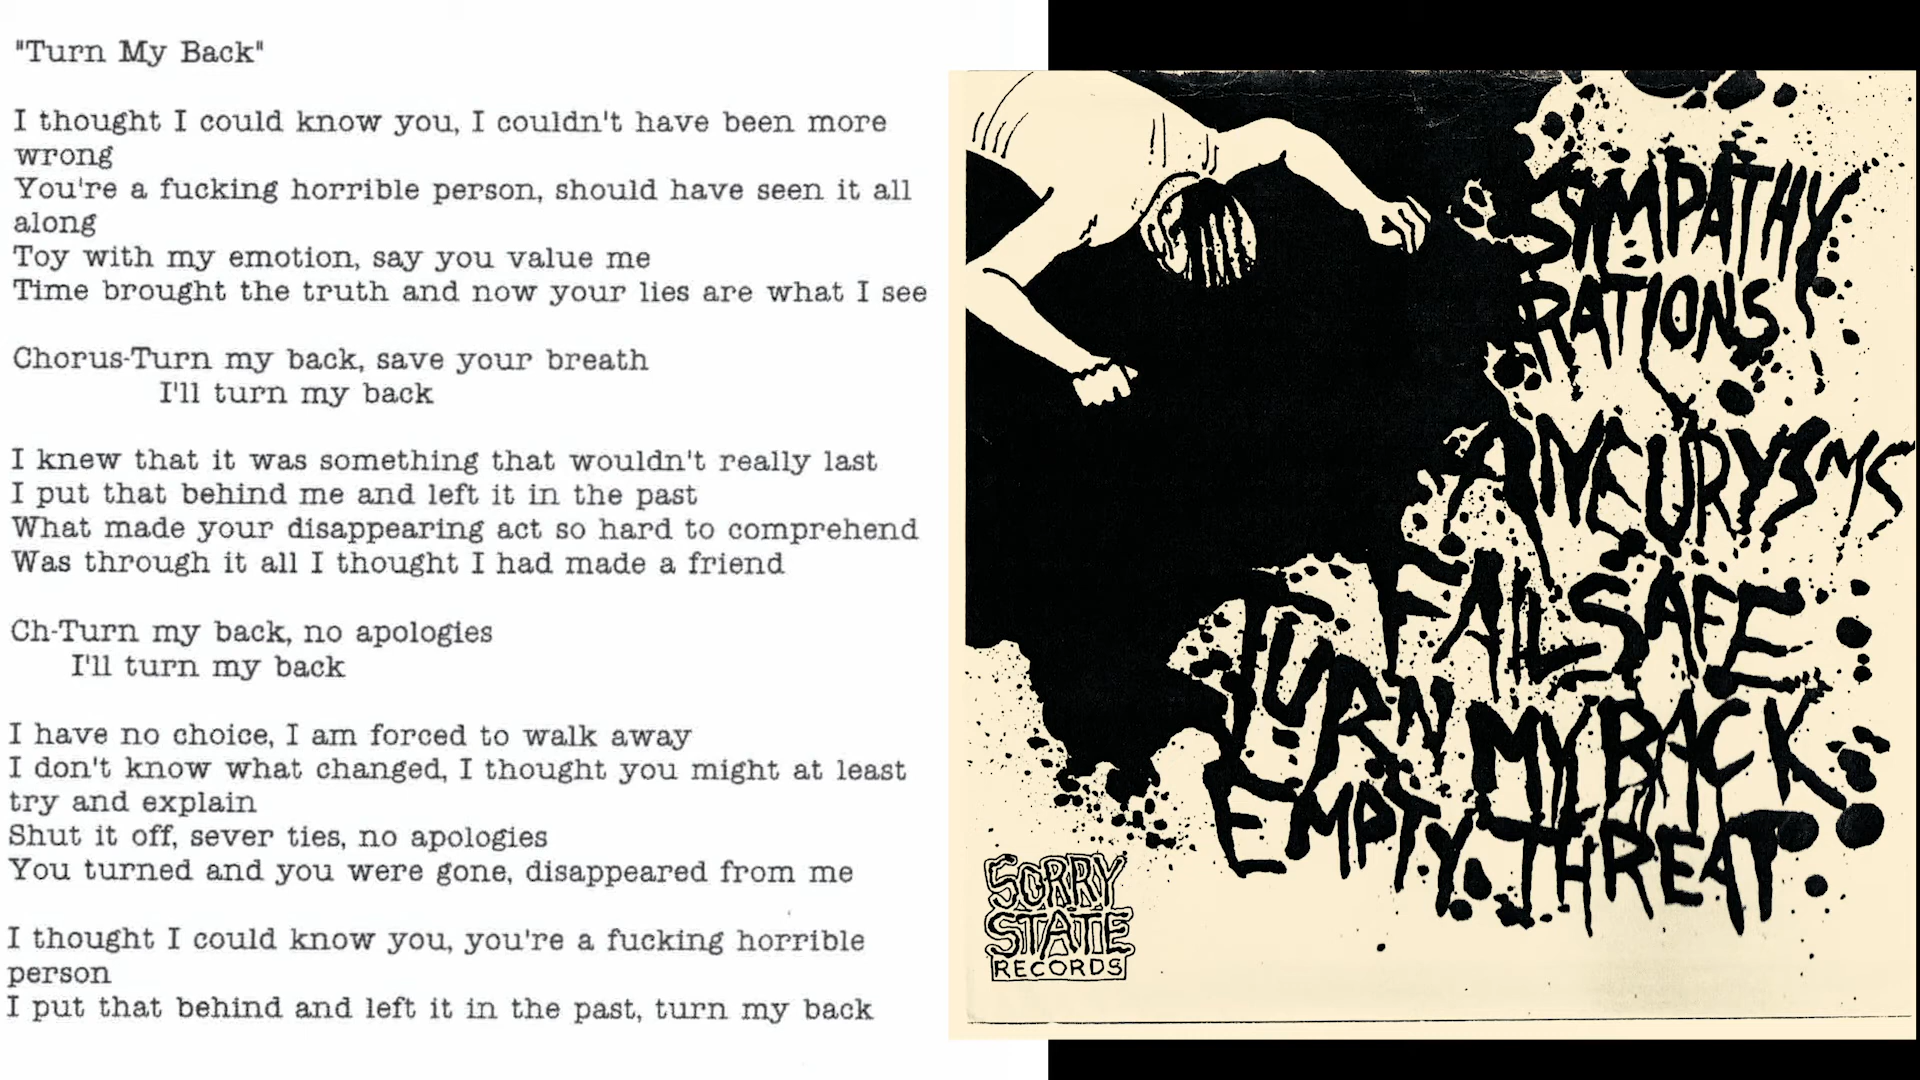 "Turn My Back"
I thought I could know you, I couldn't have been more
wrong
You're a fucking horrible person, should have seen it all
along
Toy with my emotion, say you value me
Time brought the truth and now your lies are what I see
Chorus-Turn my back, save your breath
I'll turn my back
I knew that it was something that wouldn't really last
I put that behind me and left it in the past
What made your disappearing act so hard to comprehend
Was through it all I thought I had made a friend
Ch-Turn my back, no apologies
I'll turn my back
I have no choice, I am forced to walk away
I don't know what changed, I thought you might at least
try and explain
Shut it off, sever ties, no apologies
You turned and you were gone, disappeared from me
I thought I could know you, you're a fucking horrible
person
I put that behind and left it in the past, turn my back
SYMPATHY
RATIONS
ANEURYSMS
FAILSAFE
TURN MY BACK
EMPTY THREAT
SORRY
STATE
RECORDS